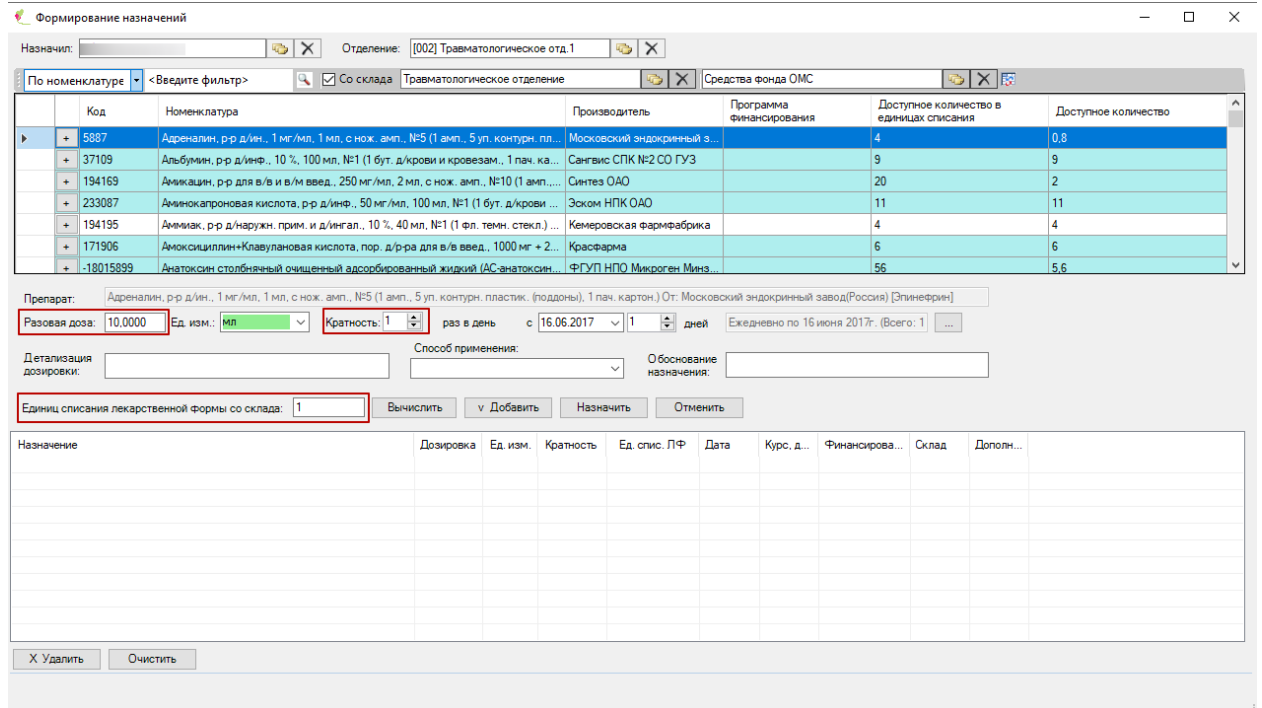 Формирование назначений
Назначил: Отделение: [002] Травматологическое отд.1
По номенклатуре <Введите фильтр> Со склада Травматологическое отделение Средства фонда ОМС
Код Номенклатура Производитель Программа финансирования Доступное количество в единицах списания Доступное количество
+ 5887 Адреналин, р-р д/ин., 1 мг/мл, 1 мл, с нож. амп., №5 (1 амп., 5 уп. контурн. пл... Московский эндокринный з... 4 0,8
+ 37109 Альбумин, р-р д/инф., 10 %, 100 мл, №1 (1 бут. д/крови и кровезам., 1 пач. ка... Сангвис СПК №2 СО ГУЗ 9 9
+ 194169 Амикацин, р-р для в/в и в/м введ., 250 мг/мл, 2 мл, с нож. амп., №10 (1 амп.,... Синтез ОАО 20 2
+ 233087 Аминокапроновая кислота, р-р д/инф., 50 мг/мл, 100 мл, №1 (1 бут. д/крови ... Эском НПК ОАО 11 11
+ 194195 Аммиак, р-р д/наружн. прим. и д/ингал., 10 %, 40 мл, №1 (1 фл. темн. стекл.) ... Кемеровская фармфабрика 4 4
+ 171906 Амоксициллин+Клавулановая кислота, пор. д/р-ра для в/в введ., 1000 мг + 2... Красфарма 6 6
+ -18015899 Анатоксин столбнячный очищенный адсорбированный жидкий (АС-анатоксин... ФГУП НПО Микроген Минз... 56 5,6
Препарат: Адреналин, р-р д/ин., 1 мг/мл, 1 мл, с нож. амп., №5 (1 амп., 5 уп. контурн. пластик. (поддоны), 1 пач. картон.) От: Московский эндокринный завод(Россия) [Эпинефрин]
Разовая доза: 10,0000 Ед. изм.: мл Кратность: 1 раз в день с 16.06.2017 1 дней Ежедневно по 16 июня 2017г. (Всего: 1 ...
Детализация дозировки: Способ применения: Обоснование назначения:
Единиц списания лекарственной формы со склада: 1 Вычислить v Добавить Назначить Отменить
Назначение Дозировка Ед. изм. Кратность Ед. спис. ЛФ Дата Курс, д... Финансирова... Склад Дополн...
X Удалить Очистить